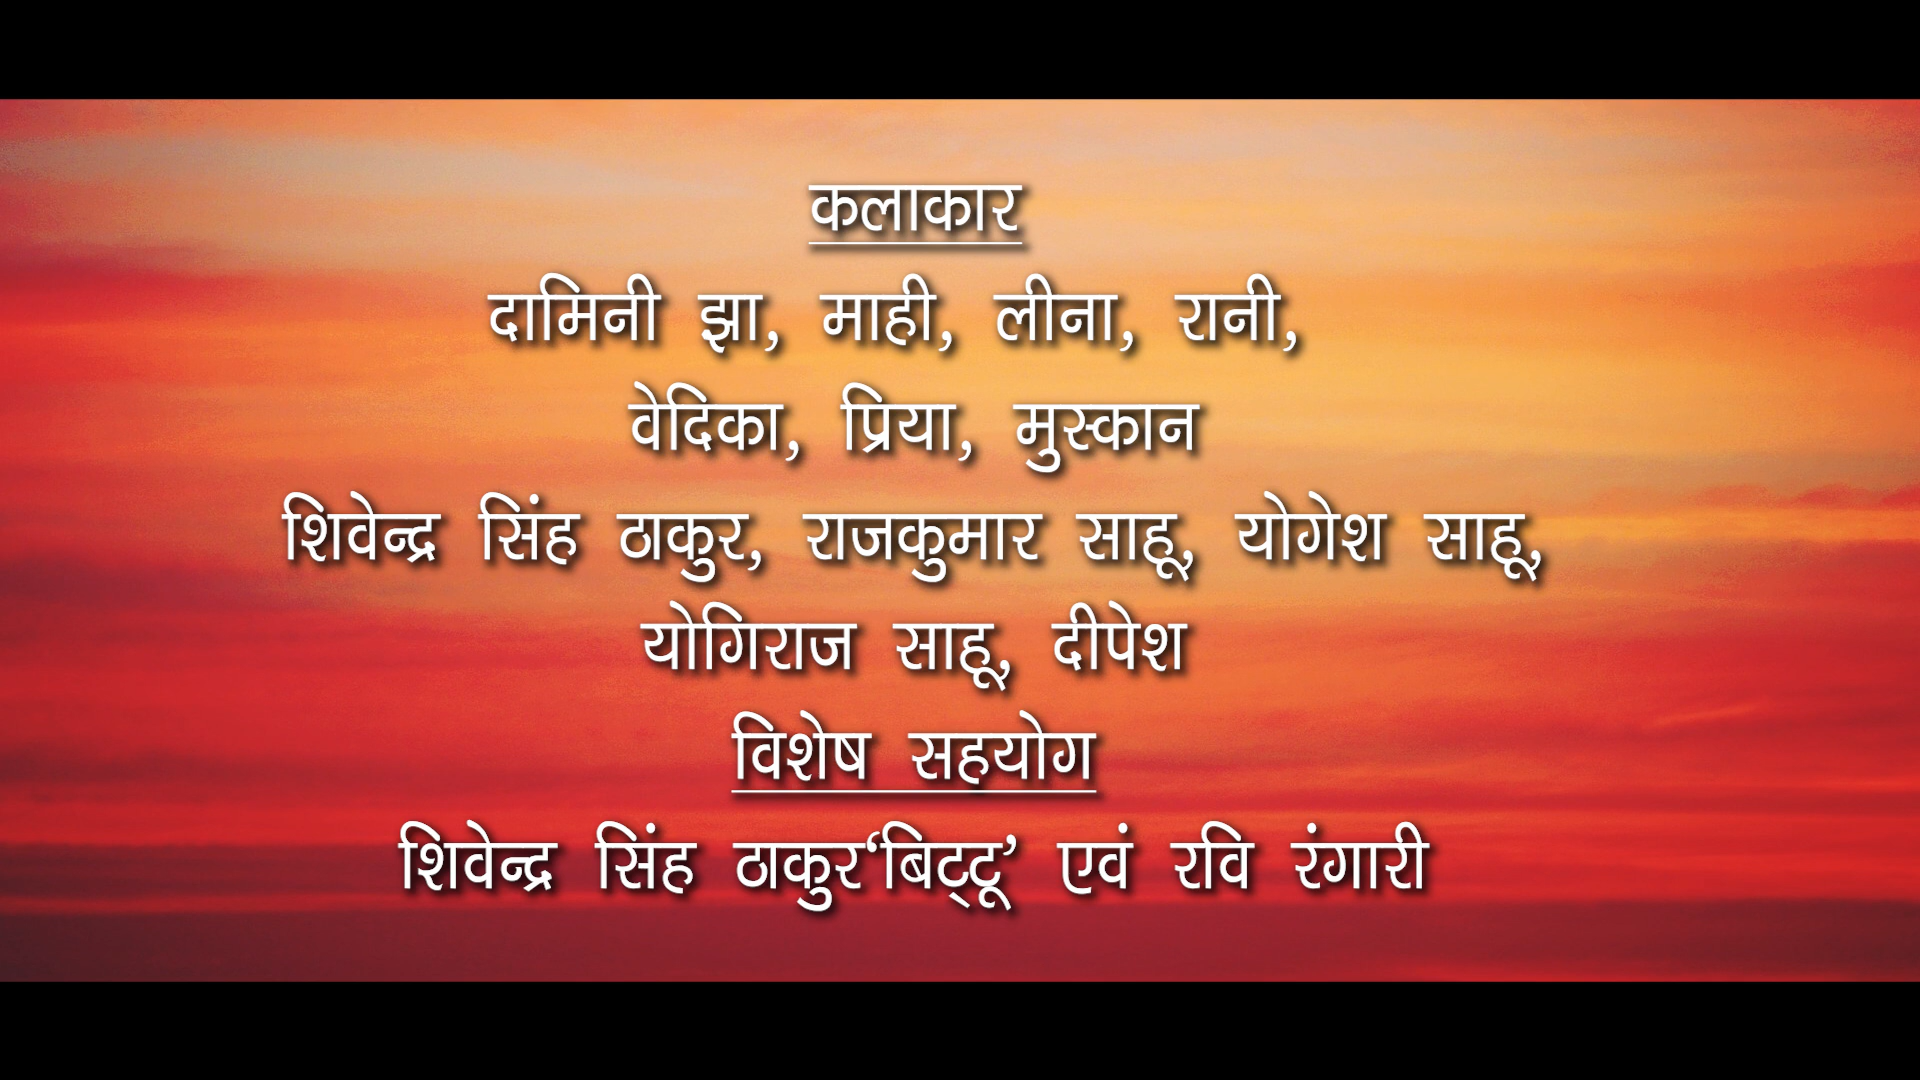 कलाकार
दामिनी झा, माही, लीना, रानी,
वेदिका, प्रिया, मुस्कान
शिवेन्द्र सिंह ठाकुर, राजकुमार साहू, योगेश साहू,
योगिराज साहू, दीपेश
विशेष सहयोग
शिवेन्द्र सिंह ठाकुर‘बिट्टू’ एवं रवि रंगारी